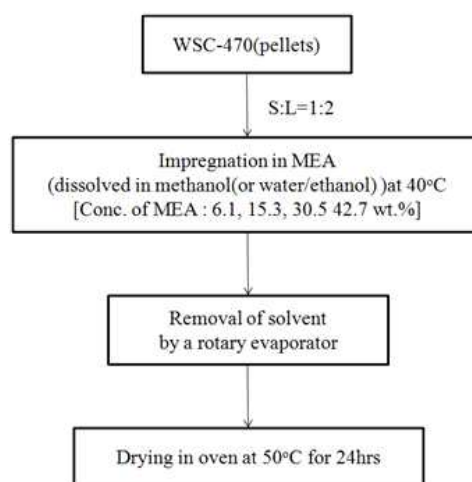 WSC-470(pellets)
S:L=1:2
Impregnation in MEA
(dissolved in methanol(or water/ethanol) )at 40°C
[Conc. of MEA : 6.1, 15.3, 30.5 42.7 wt.%]
Removal of solvent
by a rotary evaporator
Drying in oven at 50°C for 24hrs